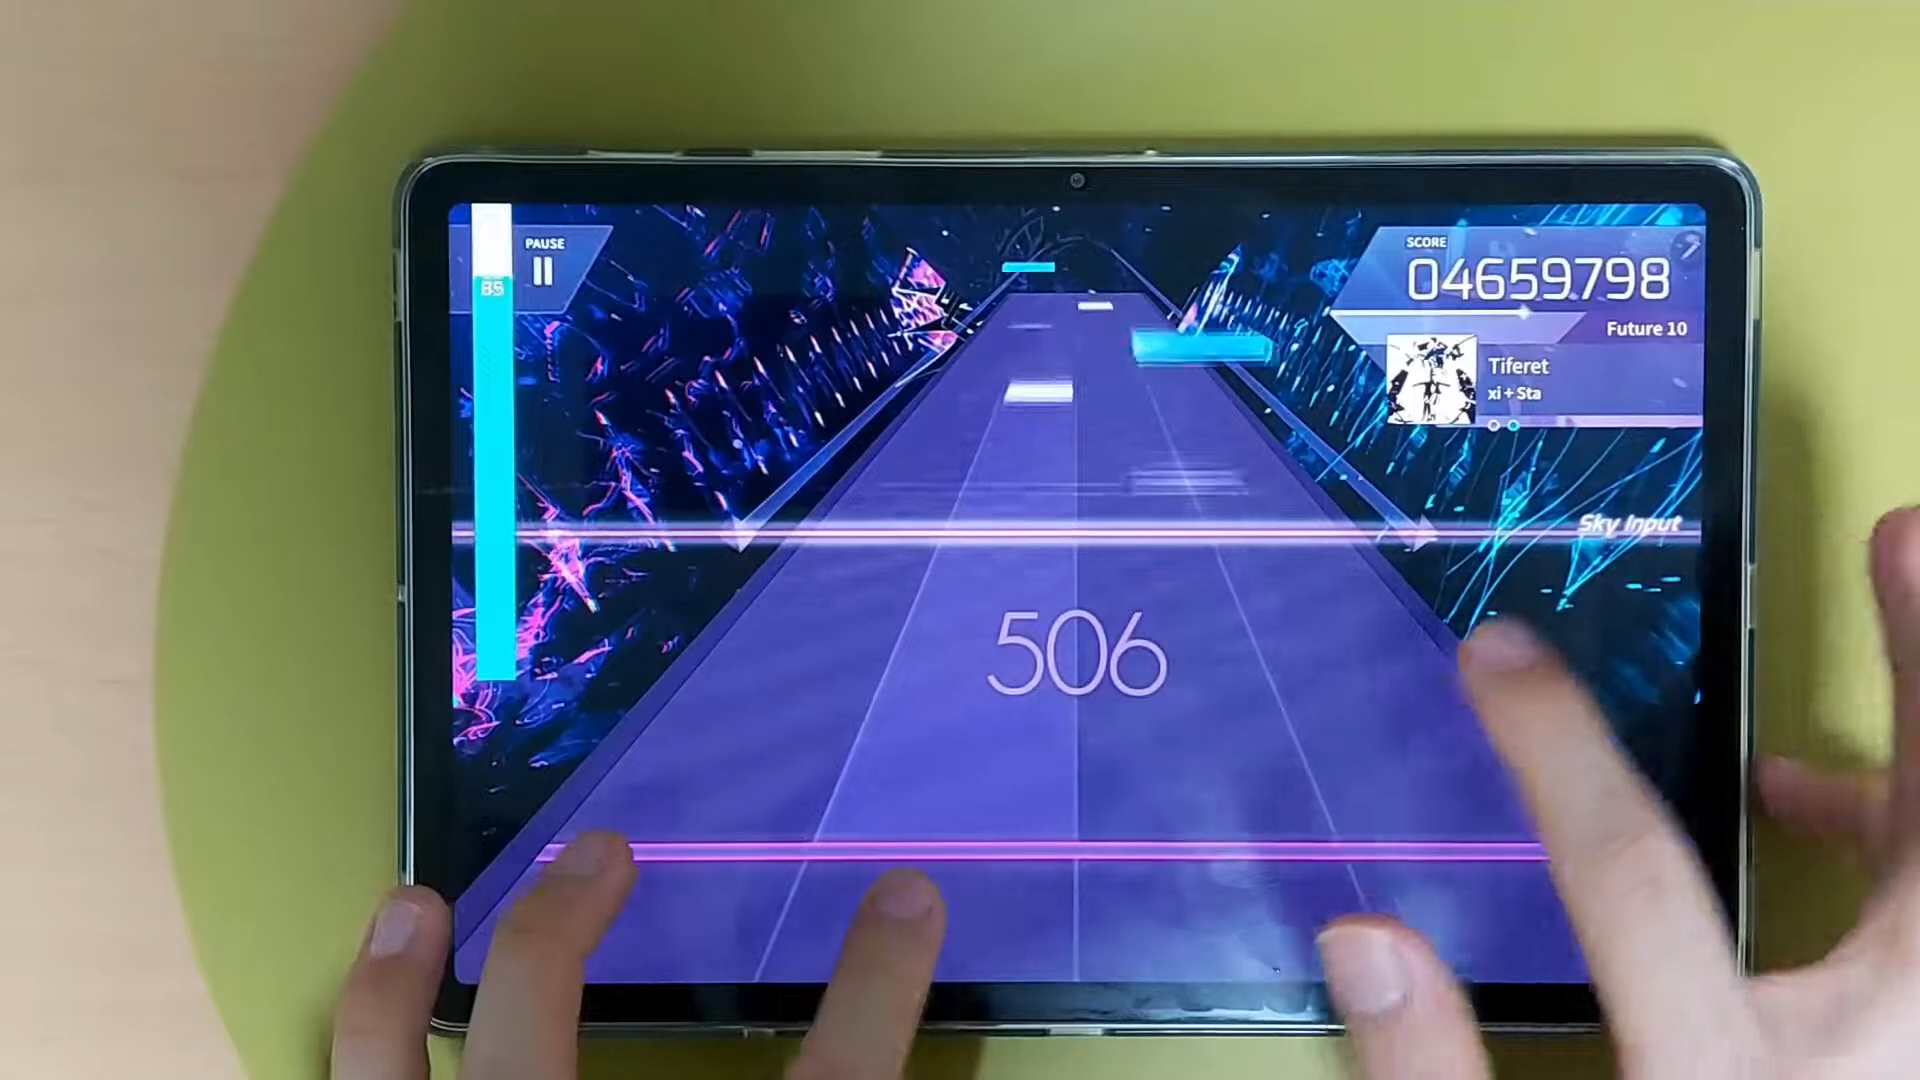 PAUSE
85
SCORE
04659798
Future 10
Tiferet
xi + Sta
Sky Input
506